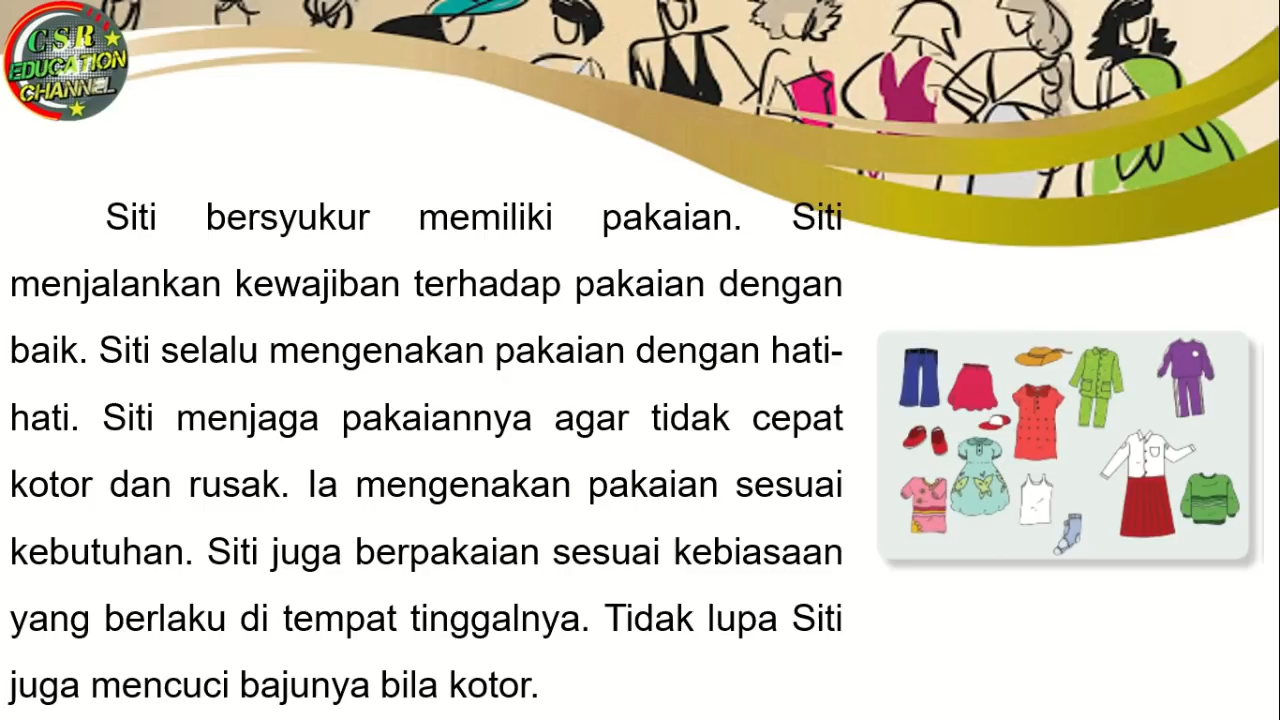 CSR
EDUCATION
CHANNEL
Siti bersyukur memiliki pakaian. Siti
menjalankan kewajiban terhadap pakaian dengan
baik. Siti selalu mengenakan pakaian dengan hati-
hati. Siti menjaga pakaiannya agar tidak cepat
kotor dan rusak. Ia mengenakan pakaian sesuai
kebutuhan. Siti juga berpakaian sesuai kebiasaan
yang berlaku di tempat tinggalnya. Tidak lupa Siti
juga mencuci bajunya bila kotor.